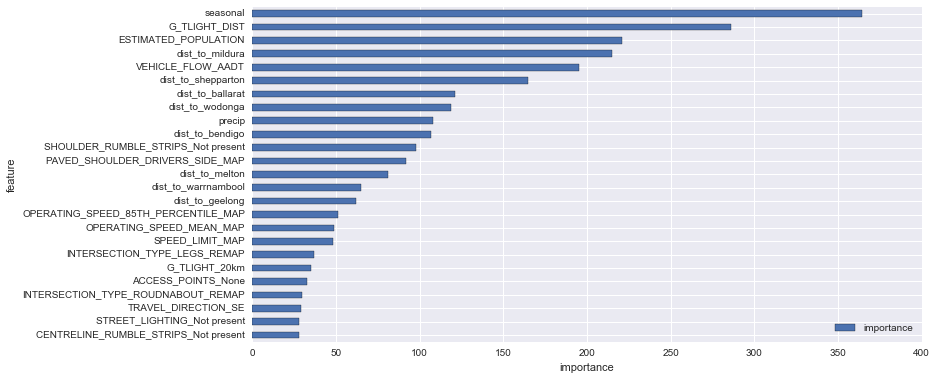 seasonal
G_TLIGHT_DIST
ESTIMATED_POPULATION
dist_to_mildura
VEHICLE_FLOW_AADT
dist_to_shepparton
dist_to_ballarat
dist_to_wodonga
precip
dist_to_bendigo
SHOULDER_RUMBLE_STRIPS_Not present
PAVED_SHOULDER_DRIVERS_SIDE_MAP
dist_to_melton
dist_to_warrnambool
dist_to_geelong
OPERATING_SPEED_85TH_PERCENTILE_MAP
OPERATING_SPEED_MEAN_MAP
SPEED_LIMIT_MAP
INTERSECTION_TYPE_LEGS_REMAP
G_TLIGHT_20km
ACCESS_POINTS_None
INTERSECTION_TYPE_ROUDNABOUT_REMAP
TRAVEL_DIRECTION_SE
STREET_LIGHTING_Not present
CENTRELINE_RUMBLE_STRIPS_Not present
feature
importance
0 50 100 150 200 250 300 350 400
importance